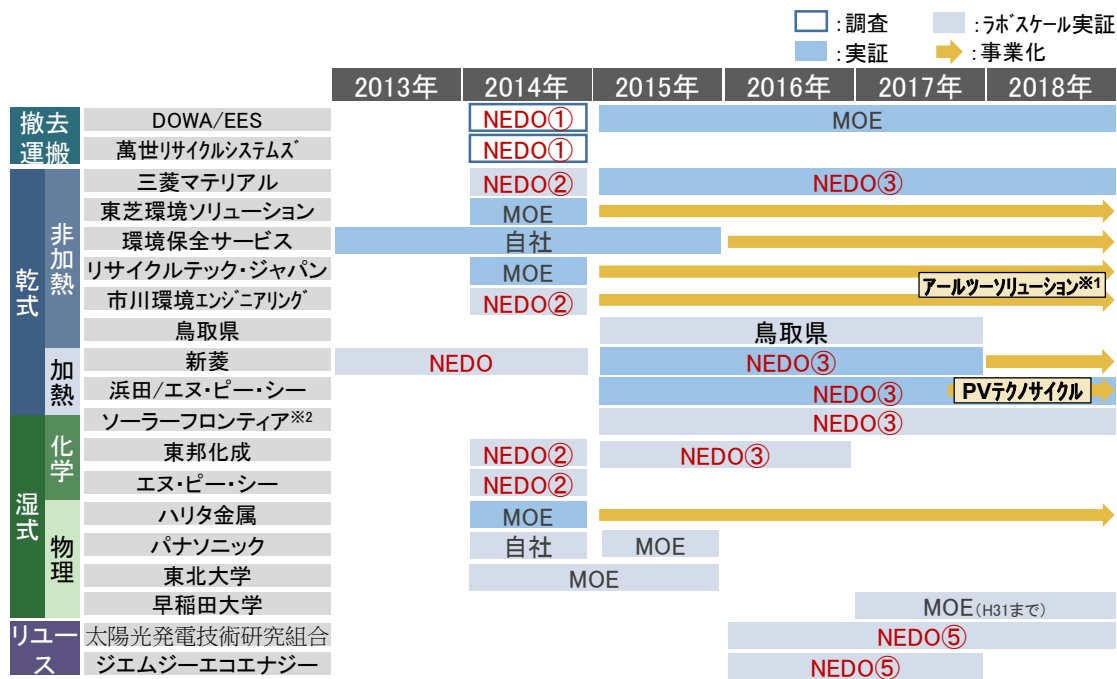 :調査
:ラボスケール実証
:実証
:事業化
2013年 2014年 2015年 2016年 2017年 2018年
撤去
運搬
DOWA/EES NEDO① MOE
萬世リサイクルシステムズ NEDO①
乾式
非加熱
三菱マテリアル NEDO② NEDO③
東芝環境ソリューション MOE
環境保全サービス 自社
リサイクルテック・ジャパン MOE
アールツーソリューション※1
市川環境エンジニアリング NEDO②
鳥取県 鳥取県
加熱
新菱 NEDO NEDO③
浜田/エヌ・ピー・シー NEDO③ PVテクノサイクル
湿式
化学
ソーラーフロンティア※2 NEDO③
東邦化成 NEDO② NEDO③
エヌ・ピー・シー NEDO②
物理
ハリタ金属 MOE
パナソニック 自社 MOE
東北大学 MOE
早稲田大学 MOE(H31まで)
リユー
ス
太陽光発電技術研究組合 NEDO⑤
ジエムジーエコエナジー NEDO⑤